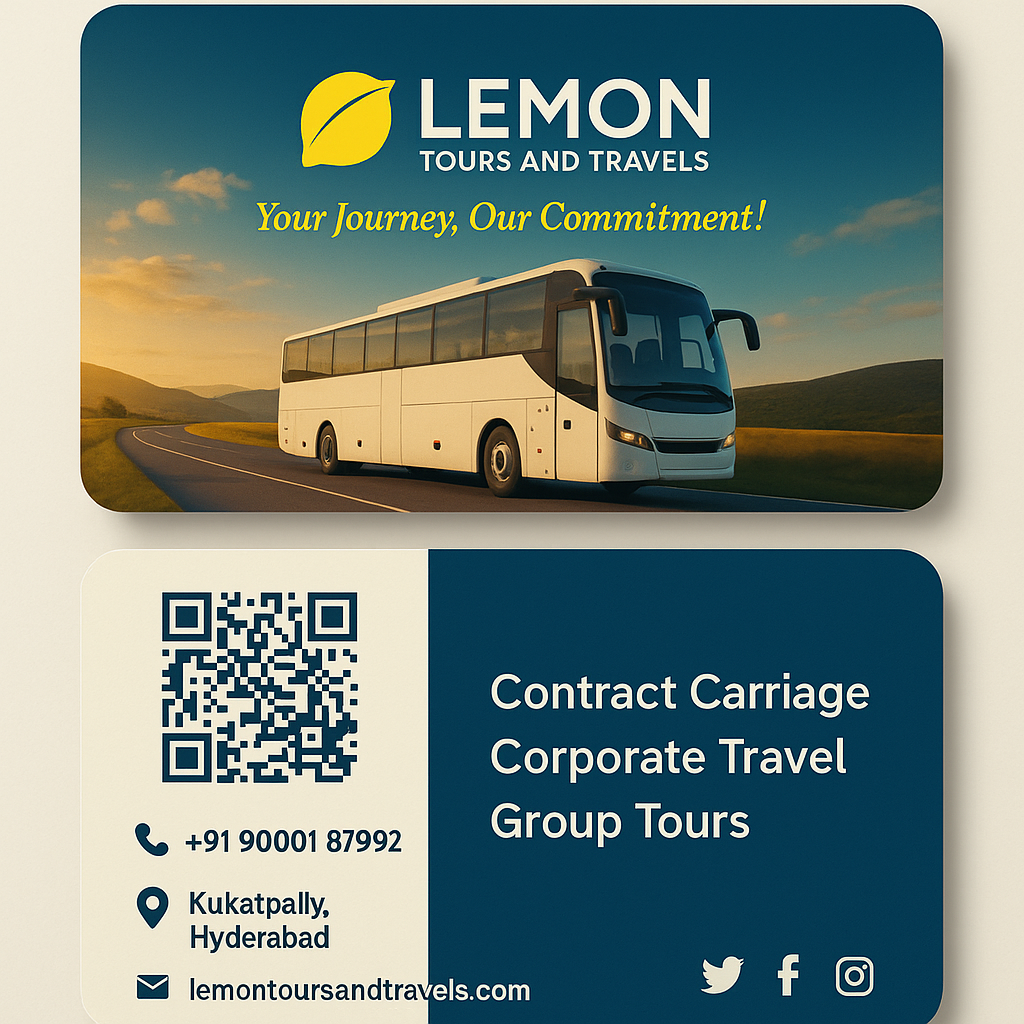 LEMON
TOURS AND TRAVELS
Your Journey, Our Commitment!
+91 90001 87992
Kukatpally,
Hyderabad
lemontoursandtravels.com
Contract Carriage
Corporate Travel
Group Tours